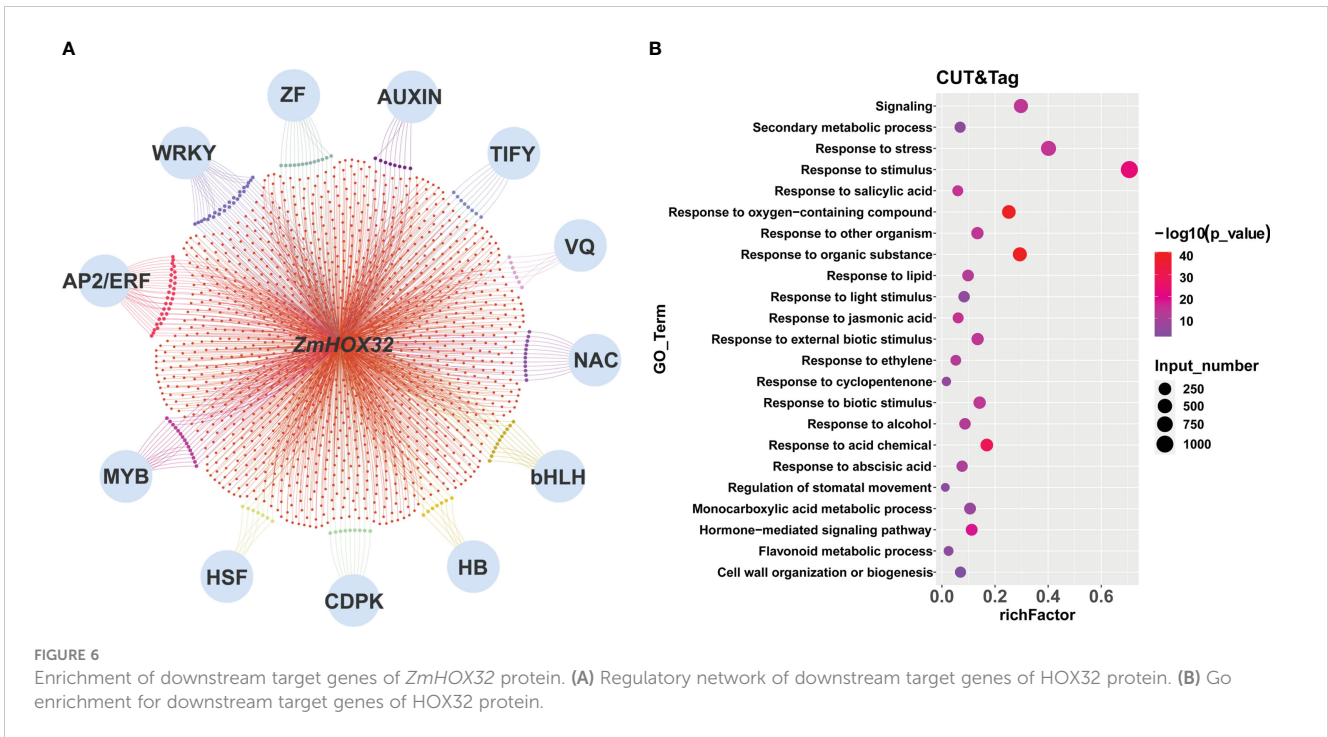 A
ZF
AUXIN
WRKY
TIFY
VQ
AP2/ERF
ZmHOX32
NAC
MYB
bHLH
HSF
HB
CDPK
B
CUT&Tag
GO_Term
Signaling
Secondary metabolic process
Response to stress
Response to stimulus
Response to salicylic acid
Response to oxygen−containing compound
Response to other organism
Response to organic substance
Response to lipid
Response to light stimulus
Response to jasmonic acid
Response to external biotic stimulus
Response to ethylene
Response to cyclopentenone
Response to biotic stimulus
Response to alcohol
Response to acid chemical
Response to abscisic acid
Regulation of stomatal movement
Monocarboxylic acid metabolic process
Hormone−mediated signaling pathway
Flavonoid metabolic process
Cell wall organization or biogenesis
0.0 0.2 0.4 0.6
richFactor
−log10(p_value)
40
30
20
10
Input_number
250
500
750
1000
FIGURE 6
Enrichment of downstream target genes of ZmHOX32 protein. (A) Regulatory network of downstream target genes of HOX32 protein. (B) Go
enrichment for downstream target genes of HOX32 protein.